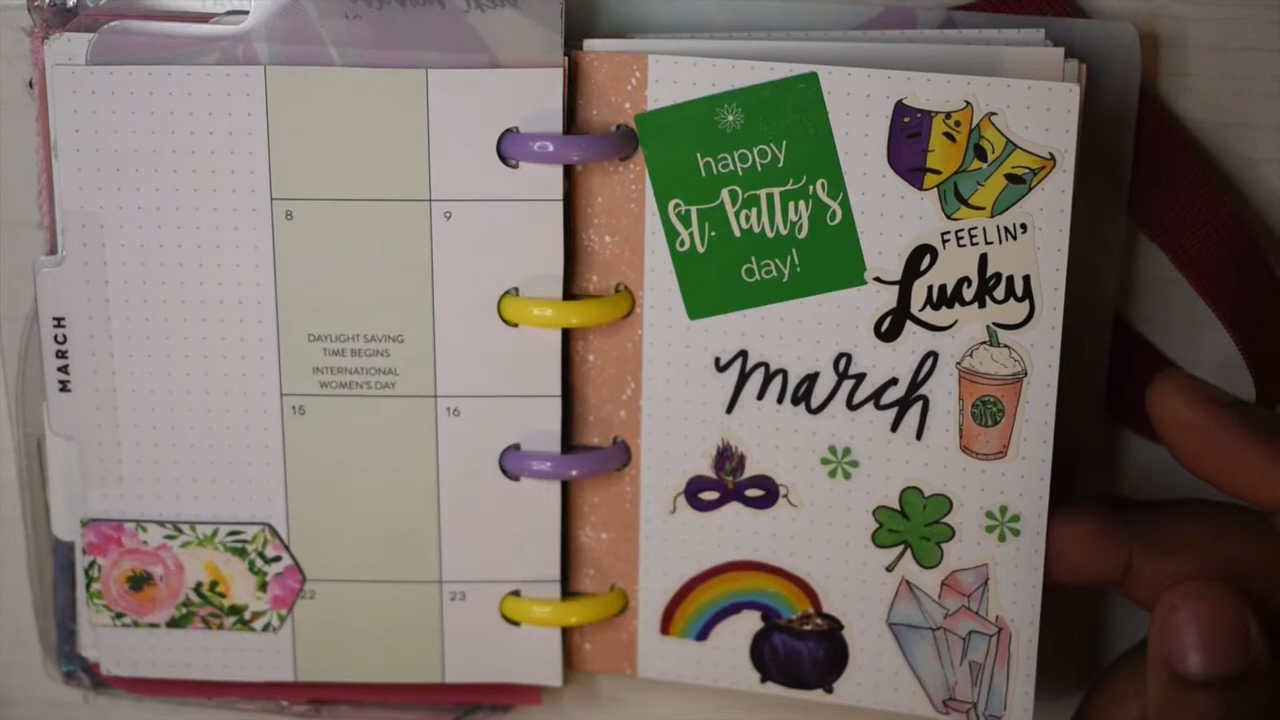 MARCH
8
9
DAYLIGHT SAVING
TIME BEGINS
INTERNATIONAL
WOMEN'S DAY
15
16
22
23
happy
St. Patty's
day!
FEELIN'
Lucky
march